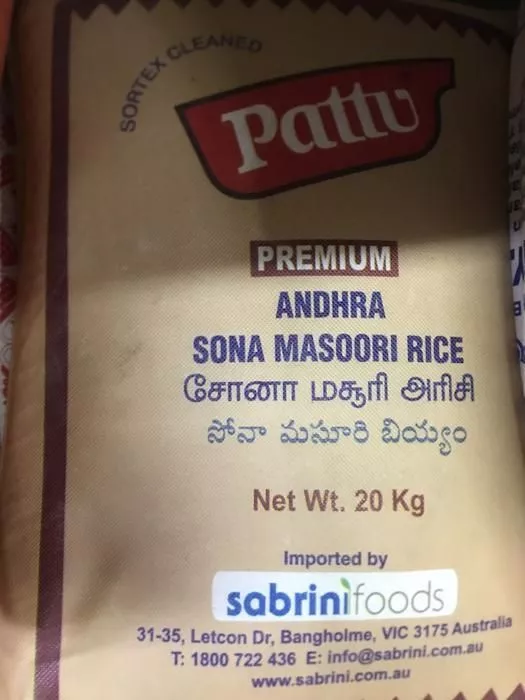 SORTEX CLEANED
Pattu
PREMIUM
ANDHRA
SONA MASOORI RICE
சோனா மசூரி அரிசி
సోనా మసూరి బియ్యం
Net Wt. 20 Kg
Imported by
sabrinifoods
31-35, Letcon Dr, Bangholme, VIC 3175 Australia
T: 1800 722 436 E: info@sabrini.com.au
www.sabrini.com.au